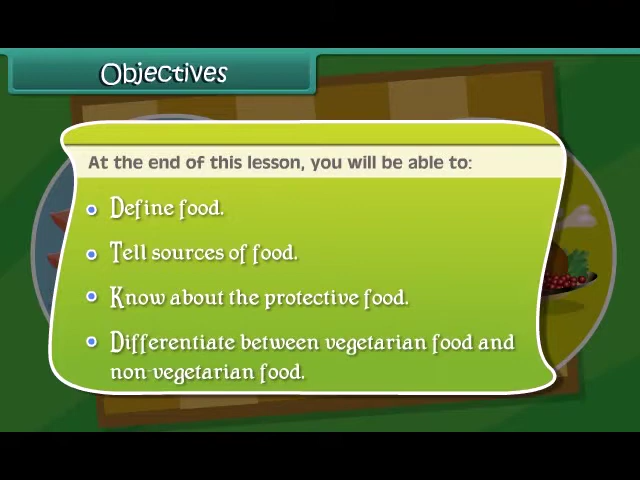 Objectives
At the end of this lesson, you will be able to:
Define food.
Tell sources of food.
Know about the protective food.
Differentiate between vegetarian food and
non-vegetarian food.